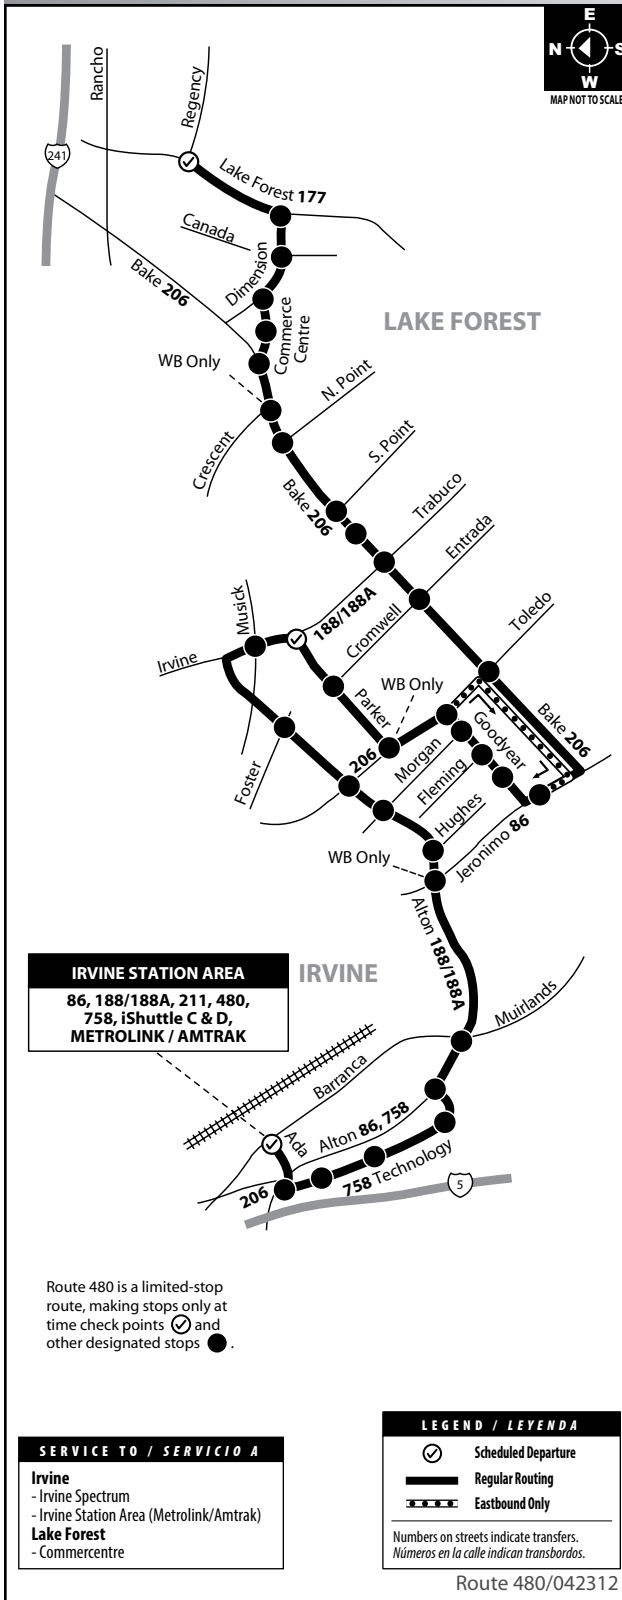 E
N
S
W
MAP NOT TO SCALE
241
Rancho
Regency
Lake Forest 177
Canada
Dimension
Bake 206
Commerce
Centre
LAKE FOREST
WB Only
N. Point
Crescent
S. Point
Bake 206
Trabuco
Entrada
Musick
188/188A
Cromwell
Toledo
Irvine
Parker
WB Only
Bake 206
Goodyear
206
Morgan
Fleming
Foster
Hughes
Jeronimo 86
WB Only
Alton 188/188A
IRVINE STATION AREA
86, 188/188A, 211, 480,
758, iShuttle C & D,
METROLINK / AMTRAK
IRVINE
Muirlands
Barranca
Ada
Alton 86, 758
758 Technology
206
5
Route 480 is a limited-stop
route, making stops only at
time check points and
other designated stops .
SERVICE TO / SERVICIO A
Irvine
- Irvine Spectrum
- Irvine Station Area (Metrolink/Amtrak)
Lake Forest
- Commercentre
LEGEND / LEYENDA
Scheduled Departure
Regular Routing
Eastbound Only
Numbers on streets indicate transfers.
Números en la calle indican transbordos.
Route 480/042312